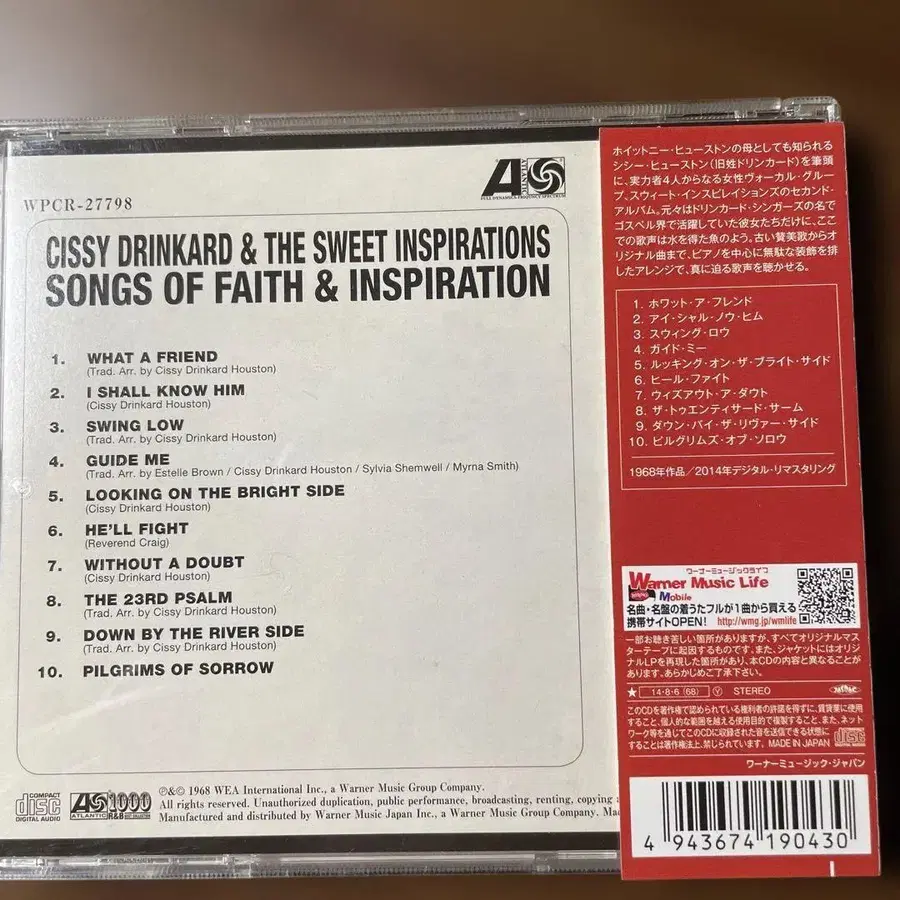 WPCR-27798
ATLANTIC
FULL DYNAMICS-FREQUENCY SPECTRUM
CISSY DRINKARD & THE SWEET INSPIRATIONS
SONGS OF FAITH & INSPIRATION
1. WHAT A FRIEND
(Trad. Arr. by Cissy Drinkard Houston)
2. I SHALL KNOW HIM
(Cissy Drinkard Houston)
3. SWING LOW
(Trad. Arr. by Cissy Drinkard Houston)
4. GUIDE ME
(Trad. Arr by Estelle Brown / Cissy Drinkard Houston / Sylvia Shemwell / Myrna Smith)
5. LOOKING ON THE BRIGHT SIDE
(Cissy Drinkard Houston)
6. HE'LL FIGHT
(Reverend Craig)
7. WITHOUT A DOUBT
(Cissy Drinkard Houston)
8. THE 23RD PSALM
(Trad. Arr. by Cissy Drinkard Houston)
9. DOWN BY THE RIVER SIDE
(Trad. Arr. by Cissy Drinkard Houston)
10. PILGRIMS OF SORROW
COMPACT
disc
DIGITAL AUDIO
ATLANTIC
1000
R&B BEST COLLECTION
℗&© 1968 WEA International Inc., a Warner Music Group Company.
All rights reserved. Unauthorized duplication, public performance, broadcasting, renting, copying a
Manufactured and distributed by Warner Music Japan Inc., a Warner Music Group Company. Mad
ホイットニー・ヒューストンの母としても知られる
シシー・ヒューストン(旧姓ドリンカード)を筆頭
に、実力者4人からなる女性ヴォーカル・グルー
プ、スウィート・インスピレイションズのセカンド・
アルバム。元々はドリンカード・シンガーズの名で
ゴスペル界で活躍していた彼女たちだけに、ここ
での歌声は水を得た魚のよう。古い賛美歌からオ
リジナル曲まで、ピアノを中心に無駄な装飾を排
したアレンジで、真に迫る歌声を聴かせる。
1. ホワット・ア・フレンド
2. アイ・シャル・ノウ・ヒム
3. スウィング・ロウ
4. ガイド・ミー
5. ルッキング・オン・ザ・ブライト・サイド
6. ヒール・ファイト
7. ウィズアウト・ア・ダウト
8. ザ・トゥエンティサード・サーム
9. ダウン・バイ・ザ・リヴァー・サイド
10. ピルグリムズ・オブ・ソロウ
1968年作品/2014年デジタル・リマスタリング
ワーナーミュージックライフ
Warner Music Life
Mobile
名曲・名盤の着うたフルが1曲から買える
携帯サイトOPEN! http://wmg.jp/wmlife
一部お聴き苦しい箇所がありますが、すべてオリジナルマス
ターテープに起因するものです。また、ジャケットにはオリジ
ナルLPを再現した箇所があり、本CDの内容と異なることが
あります。あらかじめご了承下さい。
★ 14・8・6 (68) Ⓨ STEREO
このCDを著作権で認められている権利者の許諾を得ずに、賃貸業に使用
すること、個人的な範囲を越える使用目的で複製すること、また、ネット
ワーク等を通じてこのCDに収録された音を送信できる状態に
することは著作権法上、禁じられています。 MADE IN JAPAN
disc
ワーナーミュージック・ジャパン
4 943674 190430